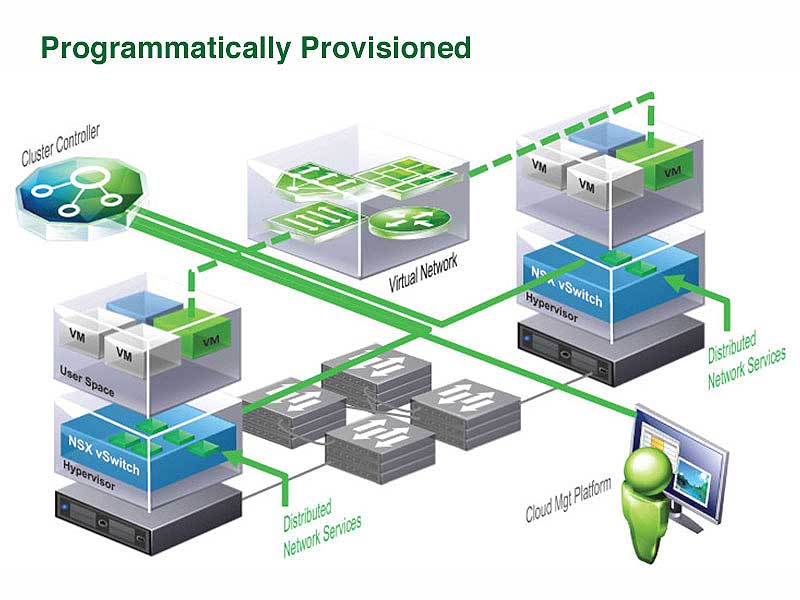 Programmatically Provisioned
Cluster Controller
Virtual Network
VM
VM
VM
NSX vSwitch
Hypervisor
Distributed
Network Services
VM
VM
VM
User Space
NSX vSwitch
Hypervisor
Distributed
Network Services
Cloud Mgt Platform